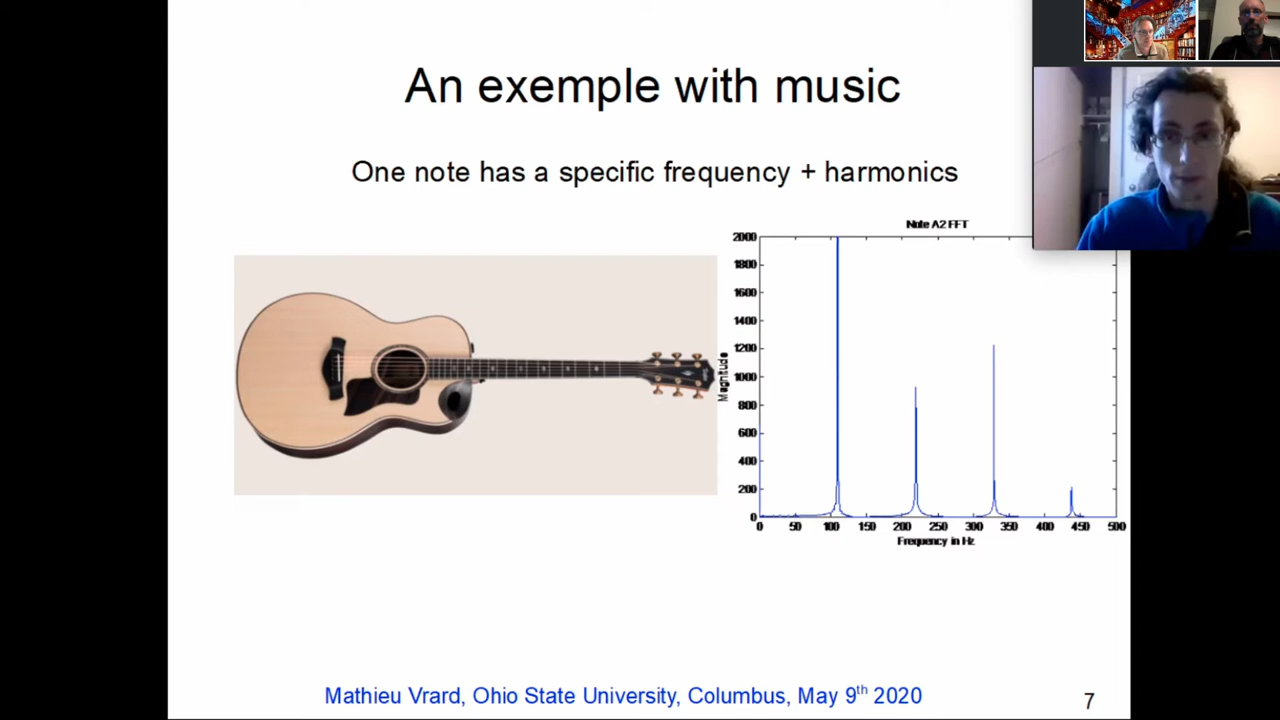 An exemple with music
One note has a specific frequency + harmonics
Note A2 FFT
2000
1800
1600
1400
1200
1000
800
600
400
200
0
Magnitude
0 50 100 150 200 250 300 350 400 450 500
Frequency in Hz
Mathieu Vrard, Ohio State University, Columbus, May 9th 2020
7